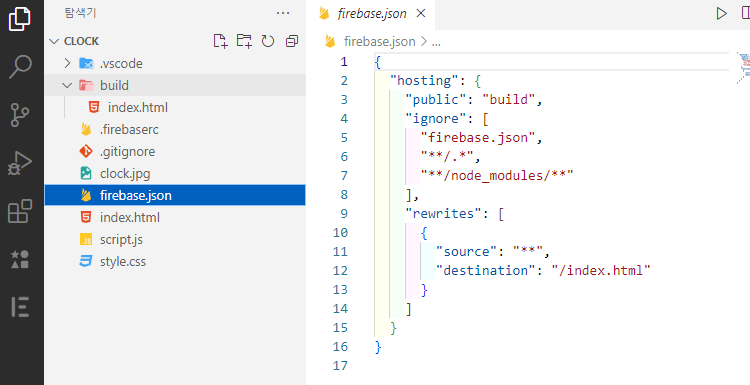 탐색기
CLOCK
.vscode
build
index.html
.firebaserc
.gitignore
clock.jpg
firebase.json
index.html
script.js
style.css
firebase.json
firebase.json > ...
1 {
2 "hosting": {
3 "public": "build",
4 "ignore": [
5 "firebase.json",
6 "**/.*",
7 "**/node_modules/**"
8 ],
9 "rewrites": [
10 {
11 "source": "**",
12 "destination": "/index.html"
13 }
14 ]
15 }
16 }
17